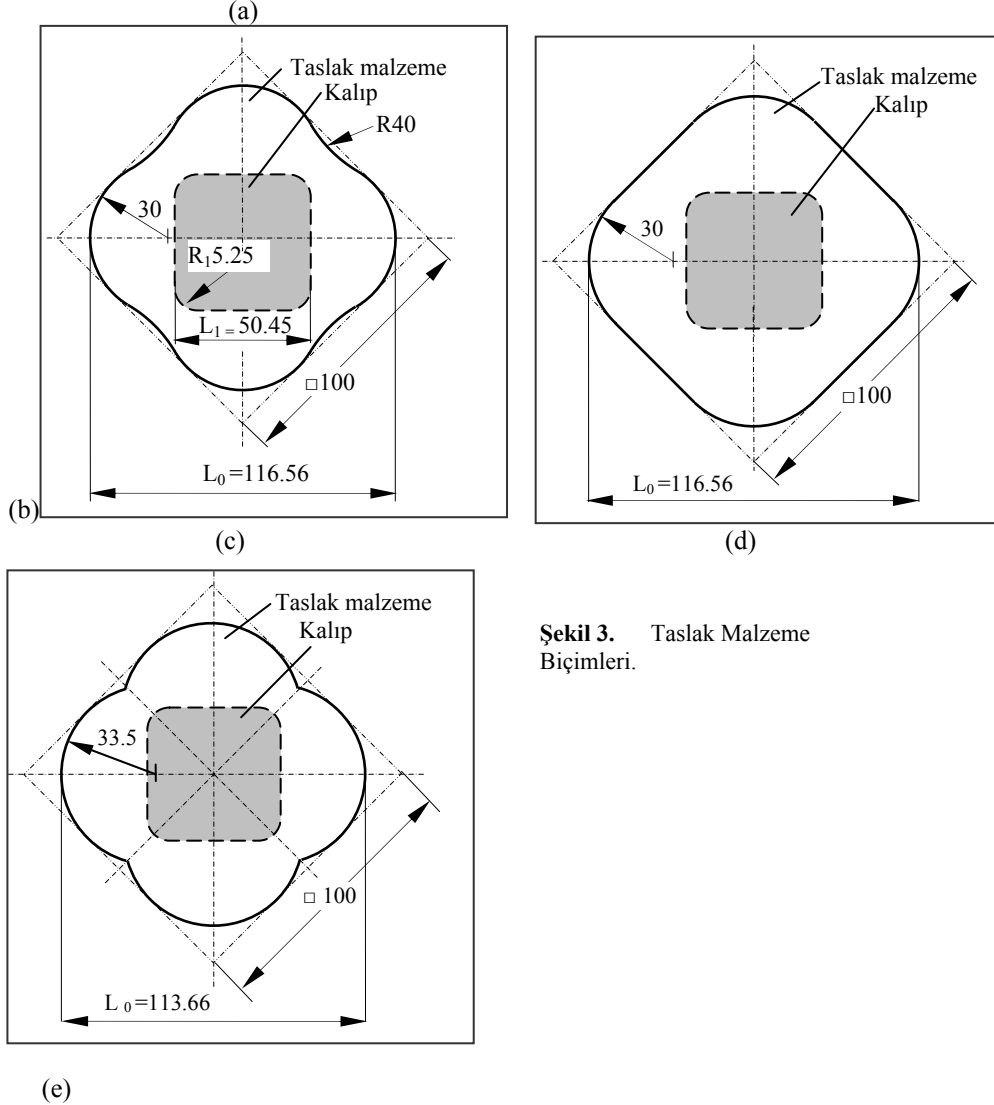 (a)
Taslak malzeme
Kalıp
R40
30
R₁5.25
L₁ = 50.45
□100
L₀ =116.56
(b)
(c)
Taslak malzeme
Kalıp
30
□100
L₀ =116.56
(d)
Taslak malzeme
Kalıp
33.5
□ 100
L ₀ =113.66
(e)
Şekil 3. Taslak Malzeme
Biçimleri.